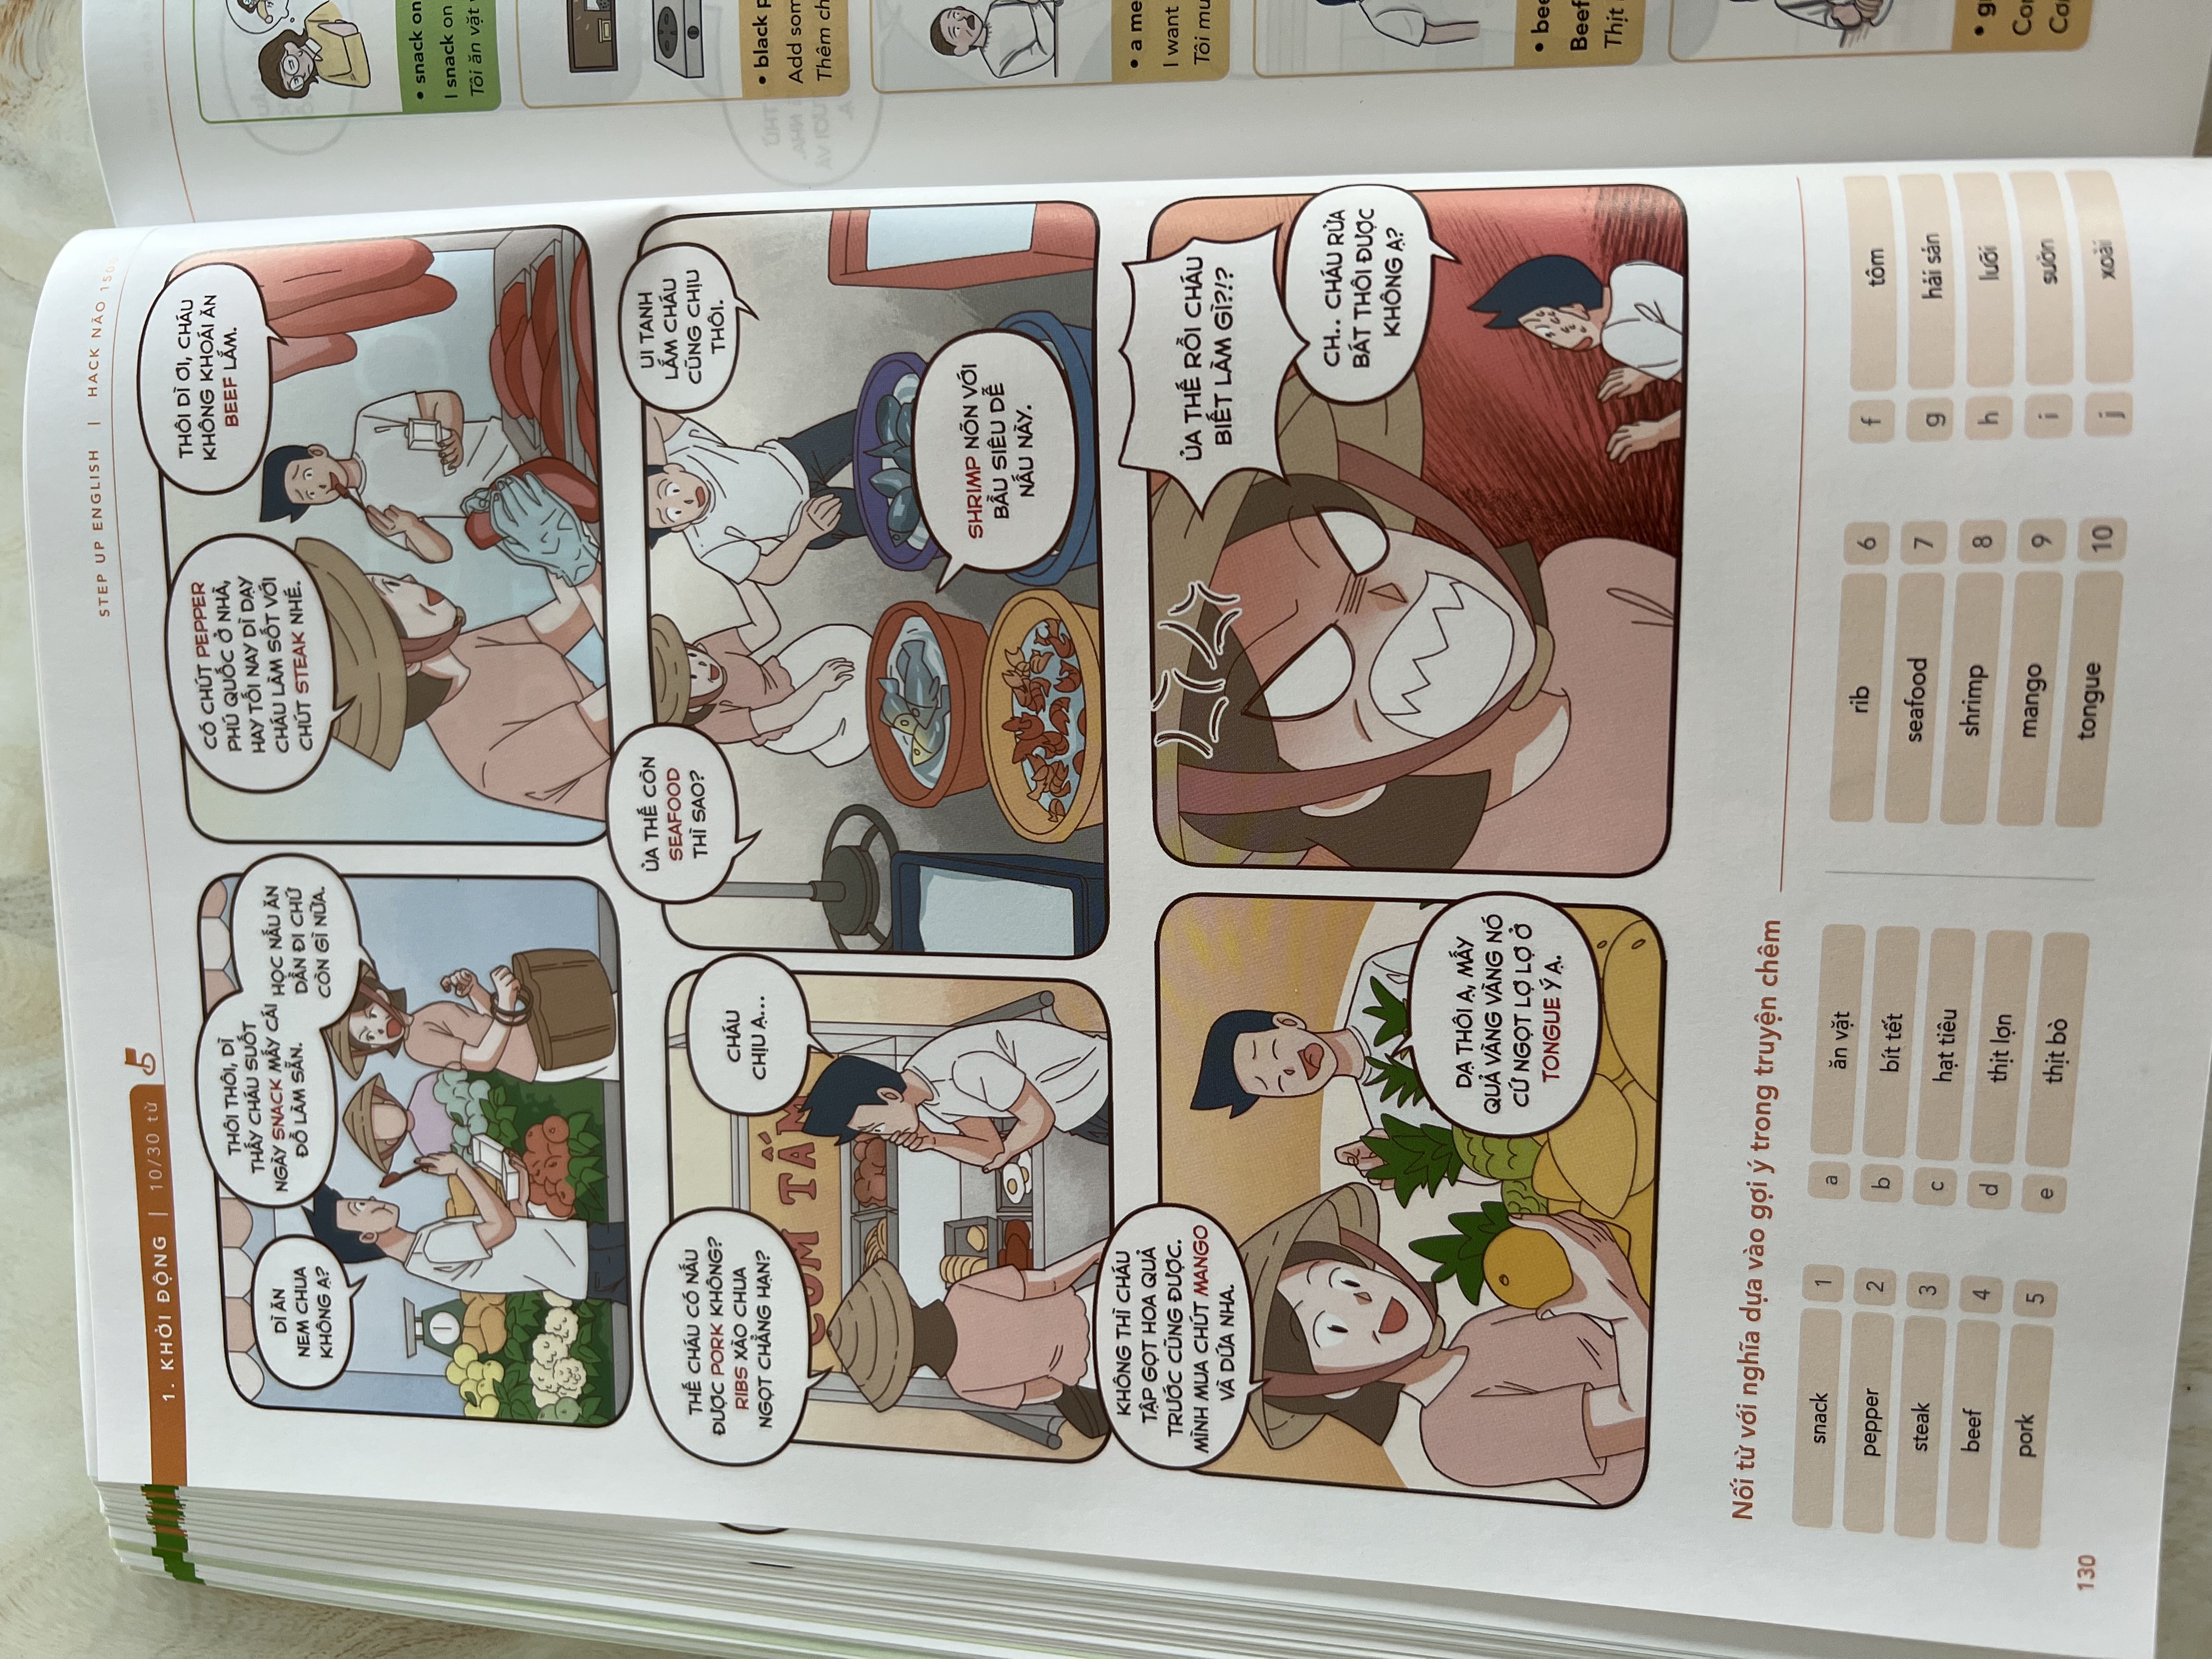 STEP UP ENGLISH | HACK NÃO 1500
1. KHỞI ĐỘNG | 10/30 từ
DÌ ĂN
NEM CHUA
KHÔNG Ạ?
THÔI THÔI, DÌ
THẤY CHÁU SUỐT
NGÀY SNACK MẤY CÁI
ĐỒ LÀM SẴN.
HỌC NẤU ĂN
DẦN ĐI CHỨ
CÒN GÌ NỮA.
CÓ CHÚT PEPPER
PHÚ QUỐC Ở NHÀ,
HAY TỐI NAY DÌ DẠY
CHÁU LÀM SỐT VỚI
CHÚT STEAK NHÉ.
THÔI DÌ ƠI, CHÁU
KHÔNG KHOÁI ĂN
BEEF LẮM.
THẾ CHÁU CÓ NẤU
ĐƯỢC PORK KHÔNG?
RIBS XÀO CHUA
NGỌT CHẲNG HẠN?
CHÁU
CHỊU Ạ...
CƠM TẤM
ỦA THẾ CÒN
SEAFOOD
THÌ SAO?
UI TANH
LẮM CHÁU
CŨNG CHỊU
THÔI.
SHRIMP NÕN VỚI
BẦU SIÊU DỄ
NẤU NÀY.
KHÔNG THÌ CHÁU
TẬP GỌT HOA QUẢ
TRƯỚC CŨNG ĐƯỢC.
MÌNH MUA CHÚT MANGO
VÀ DỨA NHA.
DẠ THÔI Ạ, MẤY
QUẢ VÀNG VÀNG NÓ
CỨ NGỌT LỢ LỢ Ở
TONGUE Ý Ạ.
ỦA THẾ RỒI CHÁU
BIẾT LÀM GÌ?!?
CH.. CHÁU RỬA
BÁT THÔI ĐƯỢC
KHÔNG Ạ?
Nối từ với nghĩa dựa vào gợi ý trong truyện chêm
snack 1 a ăn vặt
pepper 2 b bít tết
steak 3 c hạt tiêu
beef 4 d thịt lợn
pork 5 e thịt bò
rib 6 f tôm
seafood 7 g hải sản
shrimp 8 h lưỡi
mango 9 i sườn
tongue 10 j xoài
130
• snack on
I snack on
Tôi ăn vặt
• black
Add
Thêm
• a
I want
Tôi
•
Thịt
•